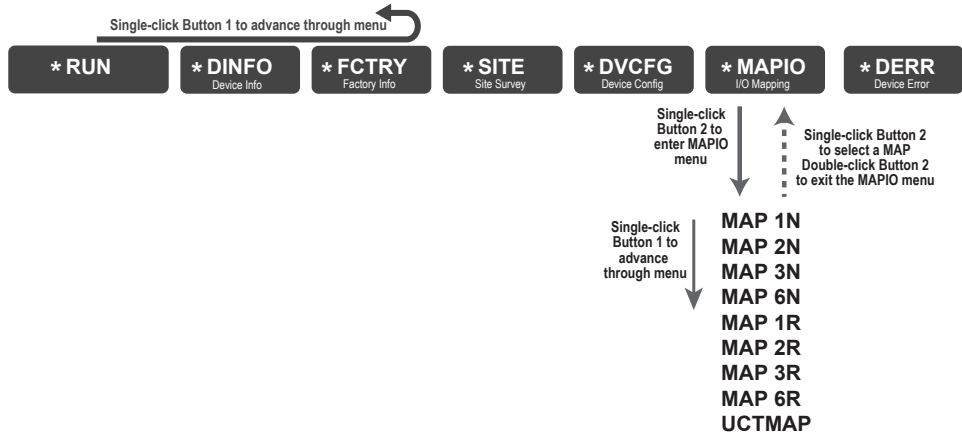 Single-click Button 1 to advance through menu
* RUN
* DINFO
Device Info
* FCTRY
Factory Info
* SITE
Site Survey
* DVCFG
Device Config
* MAPIO
I/O Mapping
* DERR
Device Error
Single-click
Button 2 to
enter MAPIO
menu
Single-click Button 2
to select a MAP
Double-click Button 2
to exit the MAPIO menu
Single-click
Button 1 to
advance
through menu
MAP 1N
MAP 2N
MAP 3N
MAP 6N
MAP 1R
MAP 2R
MAP 3R
MAP 6R
UCTMAP